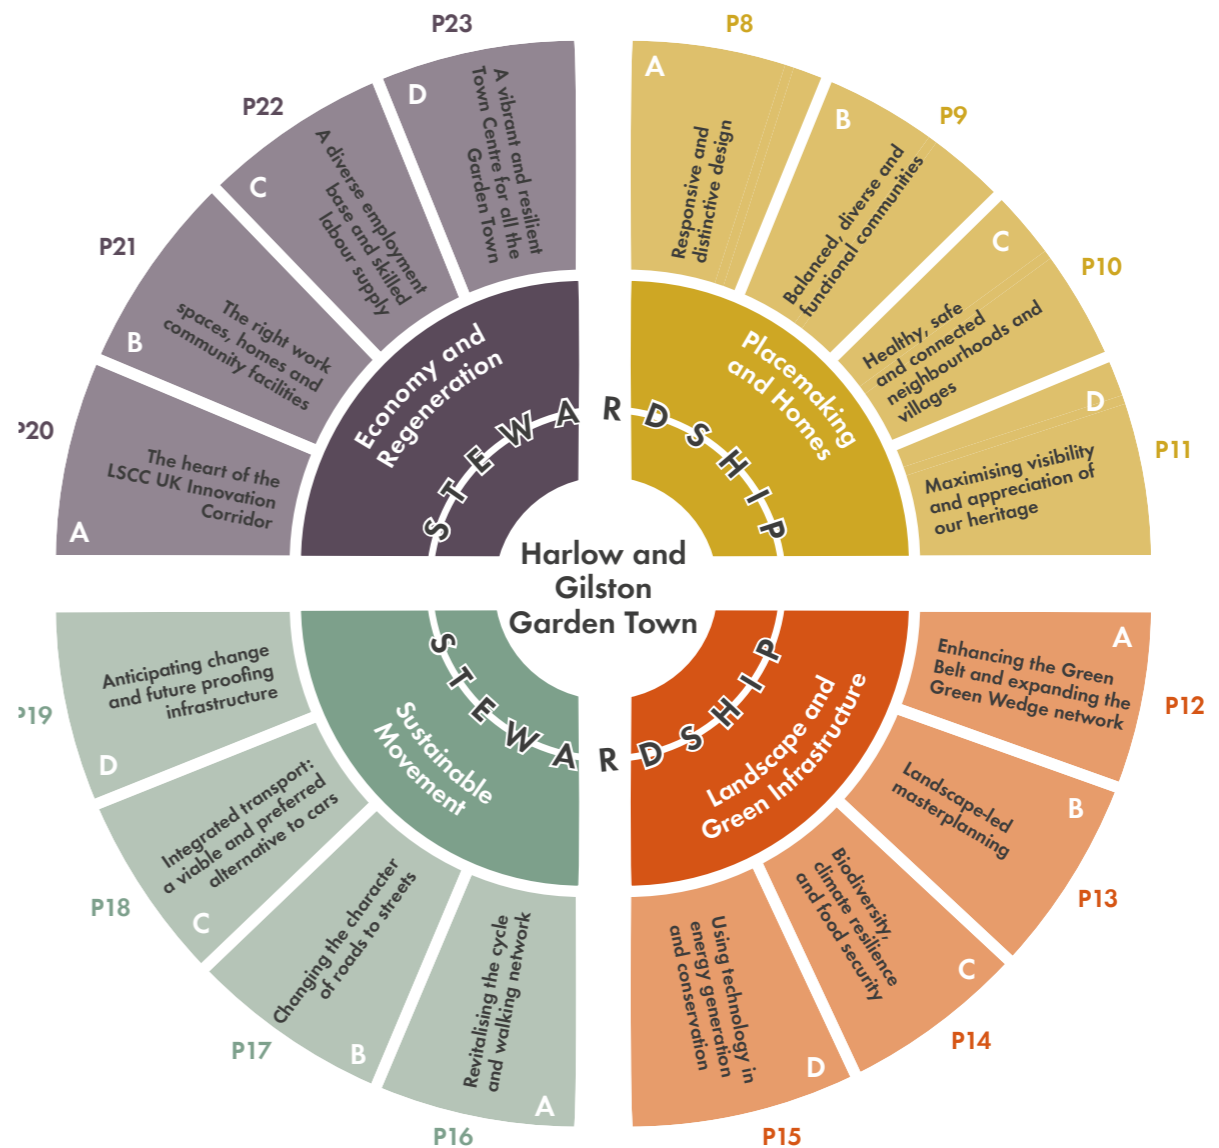 P8
A
Responsive and
distinctive design
P9
B
Balanced, diverse and
functional communities
P10
C
Healthy, safe
and connected
neighbourhoods and
villages
P11
D
Maximising visibility
and appreciation of
our heritage
Placemaking
and Homes
P12
A
Enhancing the Green
Belt and expanding the
Green Wedge network
P13
B
Landscape-led
masterplanning
P14
C
Biodiversity,
climate resilience
and food security
P15
D
Using technology in
energy generation
and conservation
Landscape and
Green Infrastructure
P16
A
Revitalising the cycle
and walking network
P17
B
Changing the character
of roads to streets
P18
C
Integrated transport:
a viable and preferred
alternative to cars
P19
D
Anticipating change
and future proofing
infrastructure
Sustainable
Movement
P20
A
The heart of the
LSCC UK Innovation
Corridor
P21
B
The right work
spaces, homes and
community facilities
P22
C
A diverse employment
base and skilled
labour supply
P23
D
A vibrant and resilient
Town Centre for all the
Garden Town
Economy and
Regeneration
STEWARDSHIP
Harlow and
Gilston
Garden Town
STEWARDSHIP